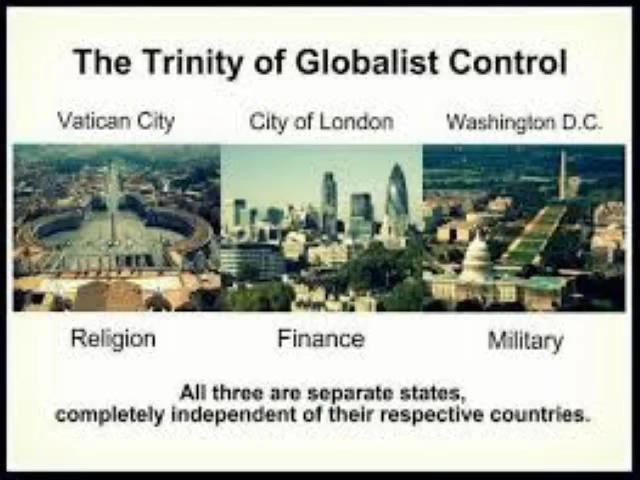 The Trinity of Globalist Control
Vatican City City of London Washington D.C.
Religion Finance Military
All three are separate states,
completely independent of their respective countries.